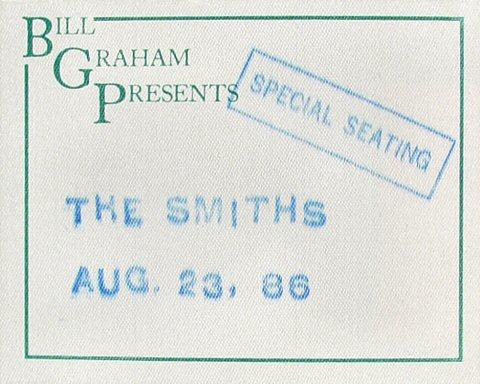 BILL
GRAHAM
PRESENTS
SPECIAL SEATING
THE SMITHS
AUG. 23, 86